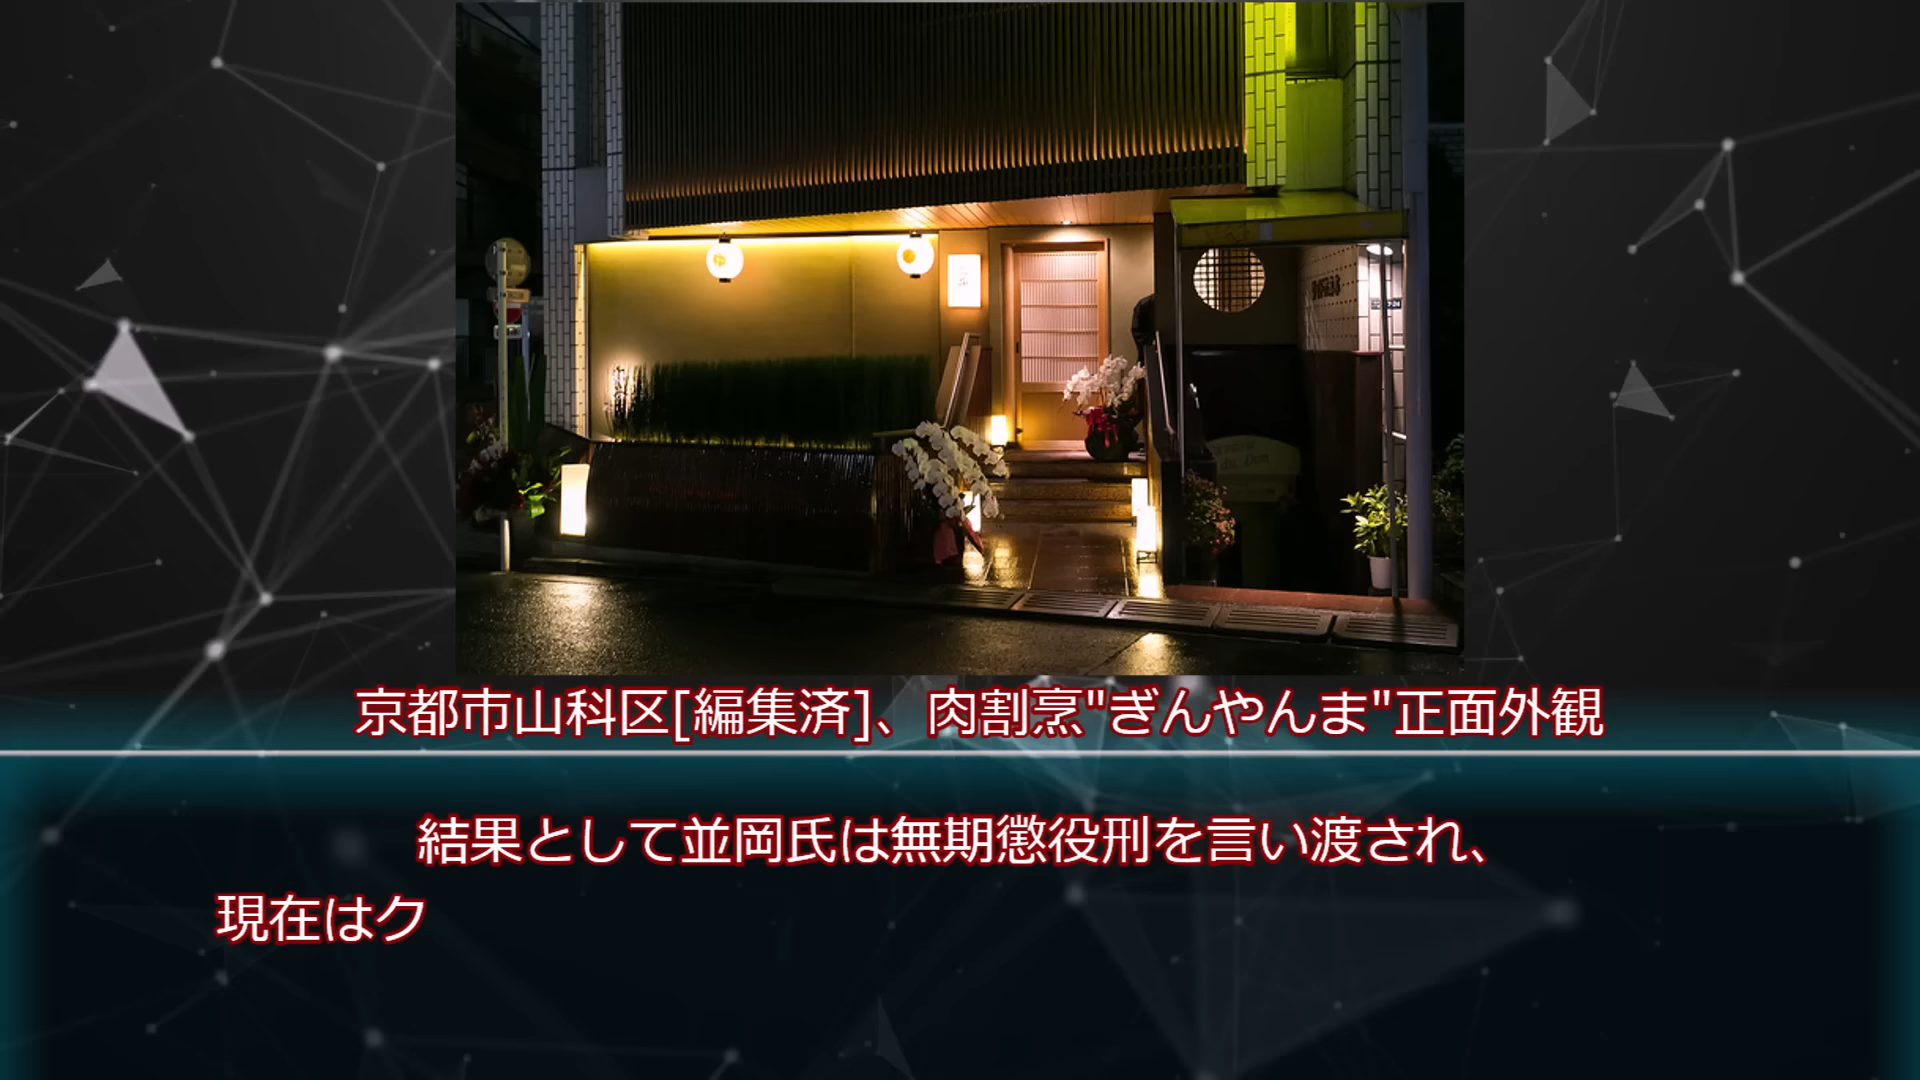 京都市山科区[編集済]、肉割烹"ぎんやんま"正面外観
結果として並岡氏は無期懲役刑を言い渡され、
現在はク